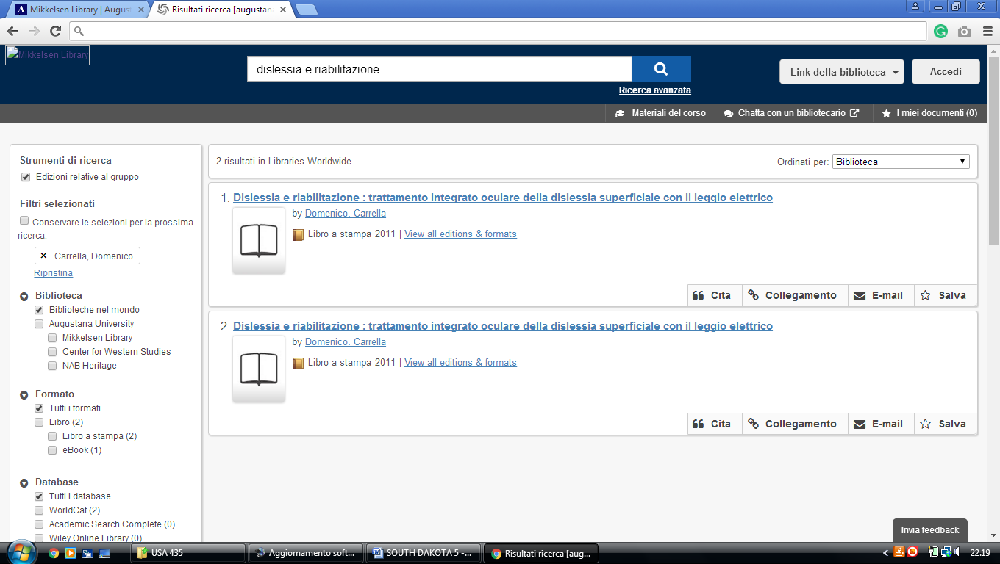 Mikkelsen Library | August
Risultati ricerca [augustan
Mikkelsen Library
dislessia e riabilitazione
Ricerca avanzata
Link della biblioteca
Accedi
Materiali del corso
Chatta con un bibliotecario
I miei documenti (0)
Strumenti di ricerca
Edizioni relative al gruppo
Filtri selezionati
Conservare le selezioni per la prossima
ricerca:
Carrella, Domenico
Ripristina
Biblioteca
Biblioteche nel mondo
Augustana University
Mikkelsen Library
Center for Western Studies
NAB Heritage
Formato
Tutti i formati
Libro (2)
Libro a stampa (2)
eBook (1)
Database
Tutti i database
WorldCat (2)
Academic Search Complete (0)
Wiley Online Library (0)
2 risultati in Libraries Worldwide
Ordinati per: Biblioteca
1. Dislessia e riabilitazione : trattamento integrato oculare della dislessia superficiale con il leggio elettrico
by Domenico. Carrella
Libro a stampa 2011 | View all editions & formats
Cita Collegamento E-mail Salva
2. Dislessia e riabilitazione : trattamento integrato oculare della dislessia superficiale con il leggio elettrico
by Domenico. Carrella
Libro a stampa 2011 | View all editions & formats
Cita Collegamento E-mail Salva
Invia feedback
USA 435
Aggiornamento soft...
SOUTH DAKOTA 5 -...
Risultati ricerca [aug...
22.19